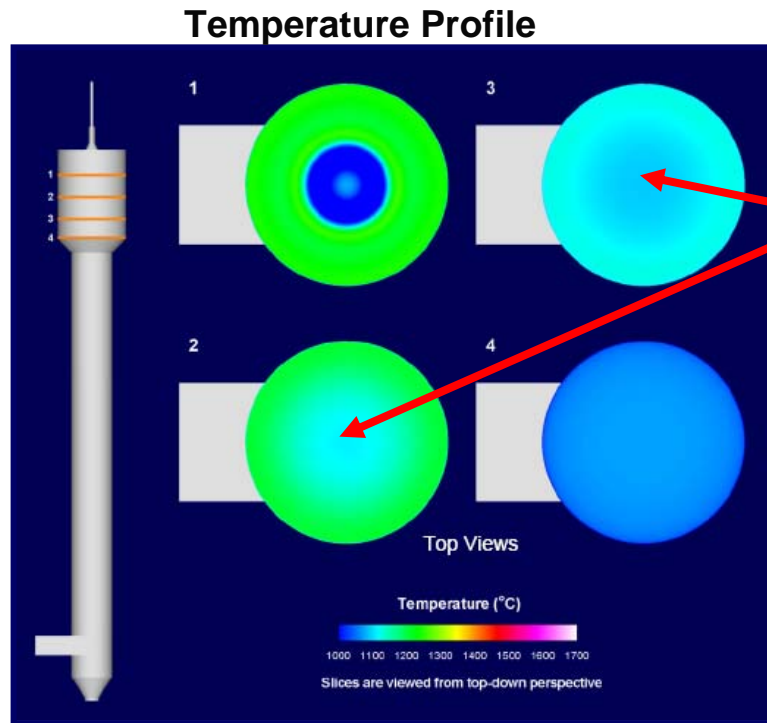 Temperature Profile
1
3
1
2
3
4
2
4
Top Views
Temperature (°C)
1000 1100 1200 1300 1400 1500 1600 1700
Slices are viewed from top-down perspective